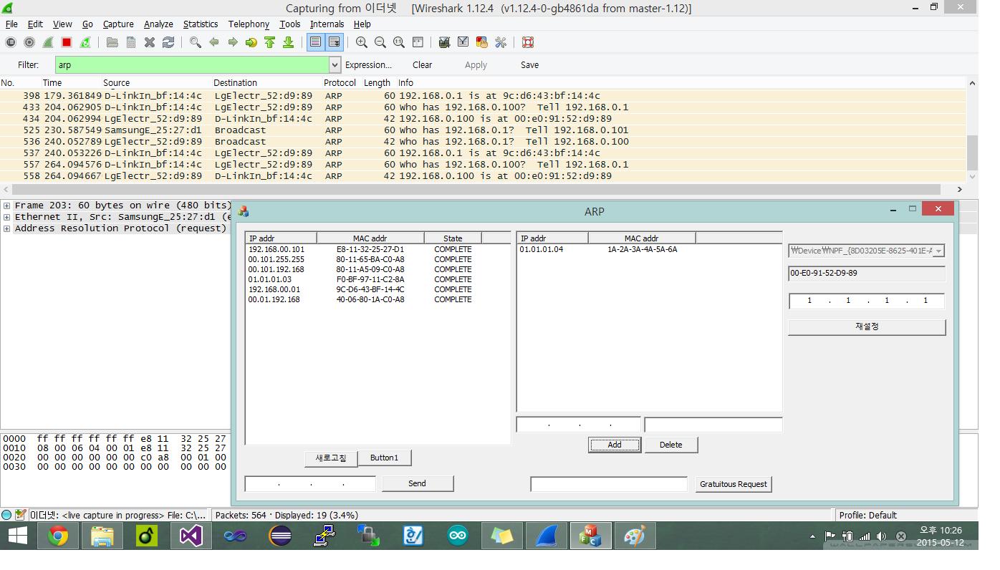 Capturing from 이더넷 [Wireshark 1.12.4 (v1.12.4-0-gb4861da from master-1.12)]
File Edit View Go Capture Analyze Statistics Telephony Tools Internals Help
Filter: arp Expression... Clear Apply Save
No. Time Source Destination Protocol Length Info
398 179.361849 D-LinkIn_bf:14:4c LgElectr_52:d9:89 ARP 60 192.168.0.1 is at 9c:d6:43:bf:14:4c
433 204.062905 D-LinkIn_bf:14:4c LgElectr_52:d9:89 ARP 60 Who has 192.168.0.100? Tell 192.168.0.1
434 204.062994 LgElectr_52:d9:89 D-LinkIn_bf:14:4c ARP 42 192.168.0.100 is at 00:e0:91:52:d9:89
525 230.587549 SamsungE_25:27:d1 Broadcast ARP 60 Who has 192.168.0.1? Tell 192.168.0.101
536 240.052789 LgElectr_52:d9:89 Broadcast ARP 42 Who has 192.168.0.1? Tell 192.168.0.100
537 240.053226 D-LinkIn_bf:14:4c LgElectr_52:d9:89 ARP 60 192.168.0.1 is at 9c:d6:43:bf:14:4c
557 264.094576 D-LinkIn_bf:14:4c LgElectr_52:d9:89 ARP 60 Who has 192.168.0.100? Tell 192.168.0.1
558 264.094667 LgElectr_52:d9:89 D-LinkIn_bf:14:4c ARP 42 192.168.0.100 is at 00:e0:91:52:d9:89
Frame 203: 60 bytes on wire (480 bits)
Ethernet II, Src: SamsungE_25:27:d1 (e
Address Resolution Protocol (request)
0000 ff ff ff ff ff ff e8 11 32 25 27
0010 08 00 06 04 00 01 e8 11 32 25 27
0020 00 00 00 00 00 00 c0 a8 00 01 00
0030 00 00 00 00 00 00 00 00 00 00 00
ARP
IP addr MAC addr State
192.168.00.101 E8-11-32-25-27-D1 COMPLETE
00.101.255.255 80-11-65-BA-C0-A8 COMPLETE
00.101.192.168 80-11-A5-09-C0-A8 COMPLETE
01.01.01.03 F0-BF-97-11-C2-8A COMPLETE
192.168.00.01 9C-D6-43-BF-14-4C COMPLETE
00.01.192.168 40-06-80-1A-C0-A8 COMPLETE
새로고침 Button1
. . . Send
IP addr MAC addr
01.01.01.04 1A-2A-3A-4A-5A-6A
. . .
Add Delete
Gratuitous Request
₩Device₩NPF_{8D03205E-8625-401E-A
00-E0-91-52-D9-89
1 . 1 . 1 . 1
재설정
이더넷: <live capture in progress> File: C:\... Packets: 564 · Displayed: 19 (3.4%) Profile: Default
오후 10:26
2015-05-12